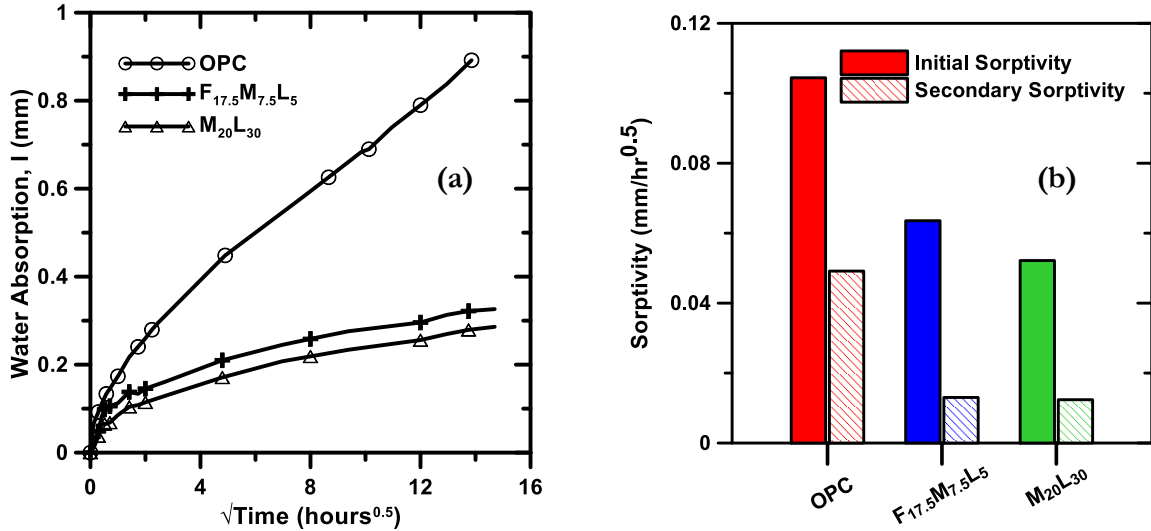 1
0.8
0.6
0.4
0.2
0
Water Absorption, I (mm)
OPC
F17.5M7.5L5
M20L30
(a)
0 4 8 12 16
√Time (hours0.5)
0.12
0.08
0.04
0
Sorptivity (mm/hr0.5)
Initial Sorptivity
Secondary Sorptivity
(b)
OPC
F17.5M7.5L5
M20L30